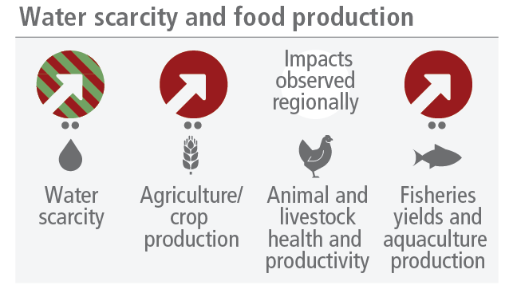 Water scarcity and food production
Impacts
observed
regionally
Water
scarcity
Agriculture/
crop
production
Animal and
livestock
health and
productivity
Fisheries
yields and
aquaculture
production